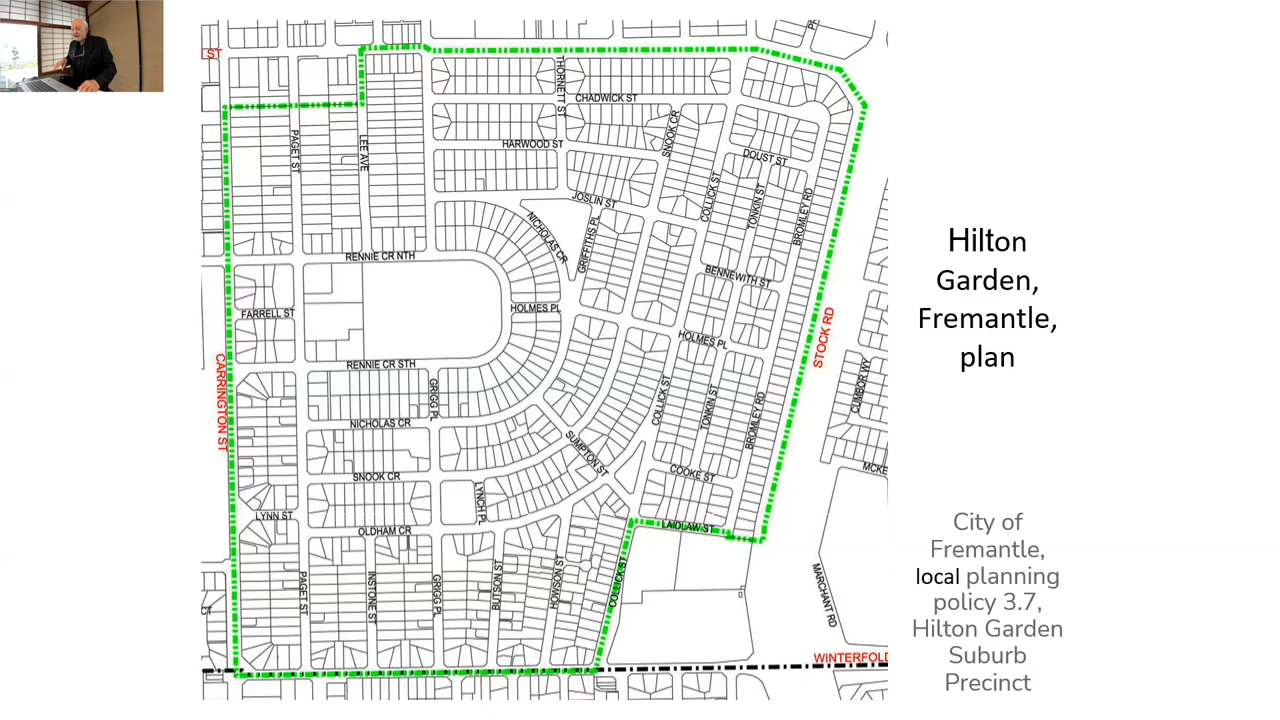 ST
PA
THORNETT ST
CHADWICK ST
PAGET ST
LEE AVE
HARWOOD ST
SNOOK CR
DOUST ST
COLLICK ST
TONKIN ST
BROMLEY RD
JOSLIN ST
NICHOLAS CR
GRIFFITHS PL
RENNIE CR NTH
BENNEWITH ST
FARRELL ST
HOLMES PL
HOLMES PL
STOCK RD
CARRINGTON ST
RENNIE CR STH
GRIGG PL
COLLICK ST
TONKIN ST
BROMLEY RD
CUMBOR WY
NICHOLAS CR
SUMPTON ST
SNOOK CR
LYNCH PL
COOKE ST
MCKE
LYNN ST
OLDHAM CR
LAIDLAW ST
PAGET ST
INSTONE ST
GRIGG PL
BUTSON ST
HOWSON ST
COLLICK ST
MARCHANT RD
ST
WINTERFOLD
Hilton
Garden,
Fremantle,
plan
City of
Fremantle,
local planning
policy 3.7,
Hilton Garden
Suburb
Precinct